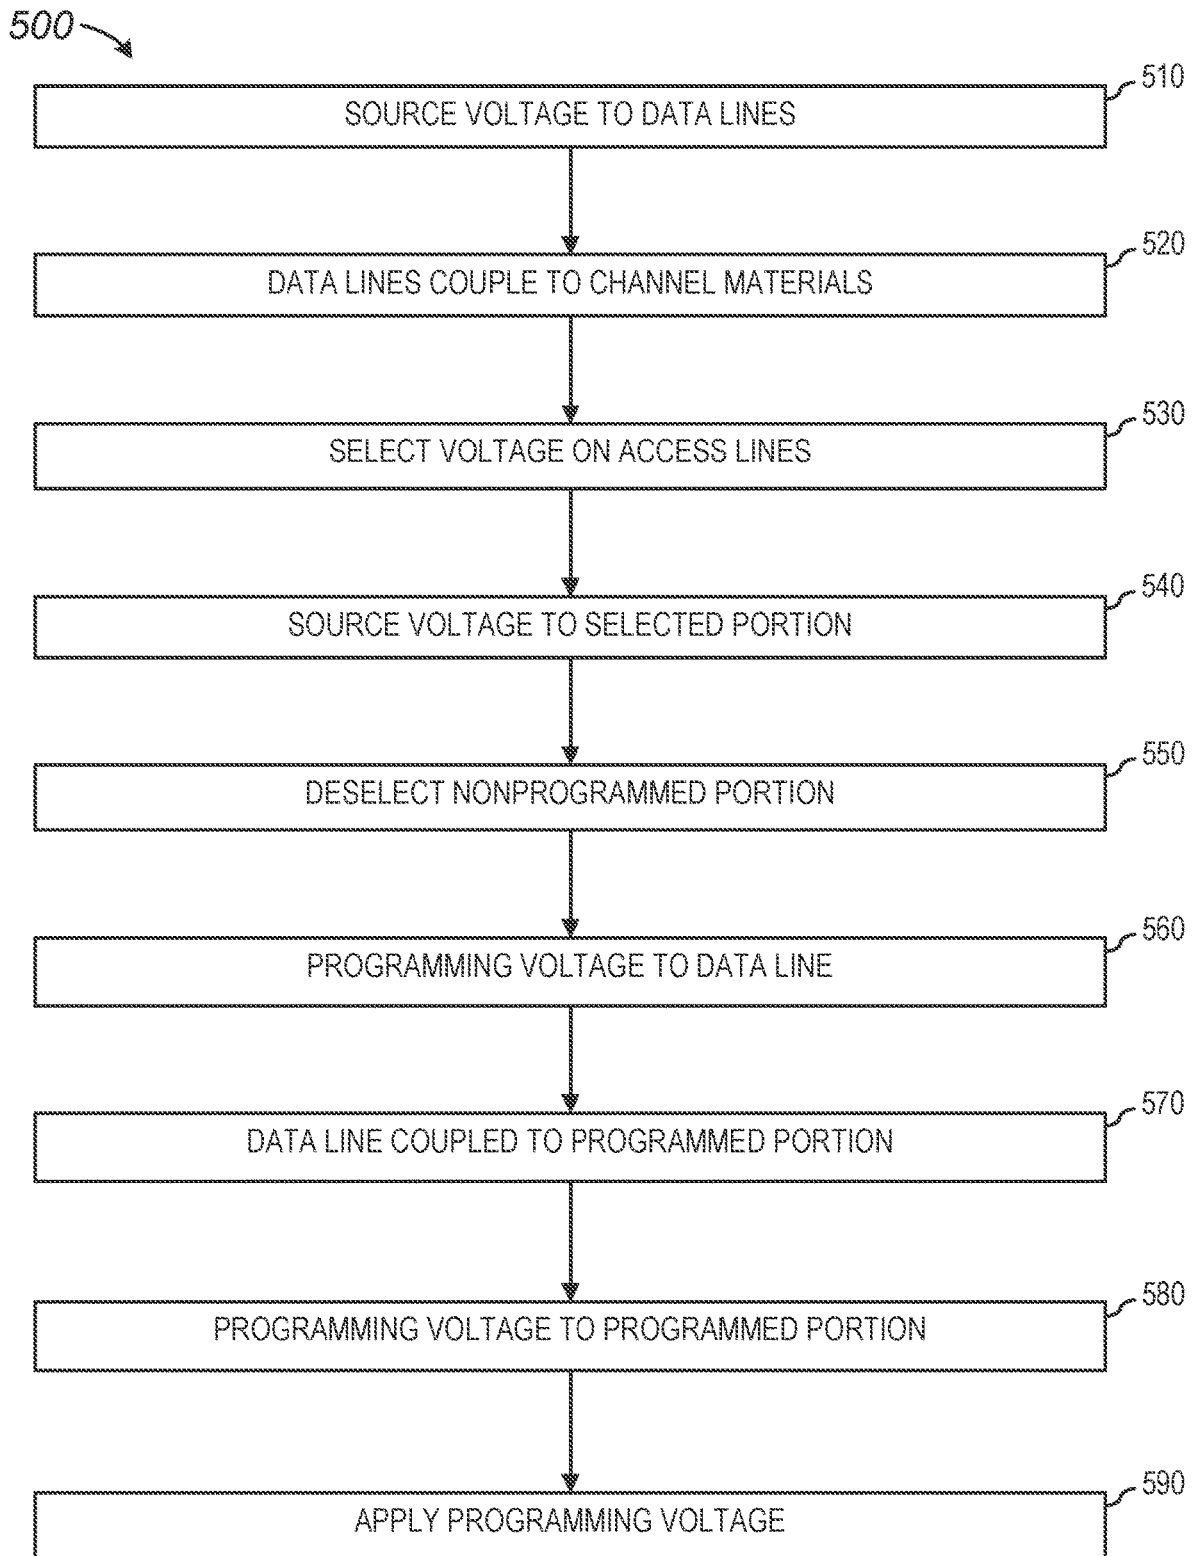 500
510
SOURCE VOLTAGE TO DATA LINES
520
DATA LINES COUPLE TO CHANNEL MATERIALS
530
SELECT VOLTAGE ON ACCESS LINES
540
SOURCE VOLTAGE TO SELECTED PORTION
550
DESELECT NONPROGRAMMED PORTION
560
PROGRAMMING VOLTAGE TO DATA LINE
570
DATA LINE COUPLED TO PROGRAMMED PORTION
580
PROGRAMMING VOLTAGE TO PROGRAMMED PORTION
590
APPLY PROGRAMMING VOLTAGE